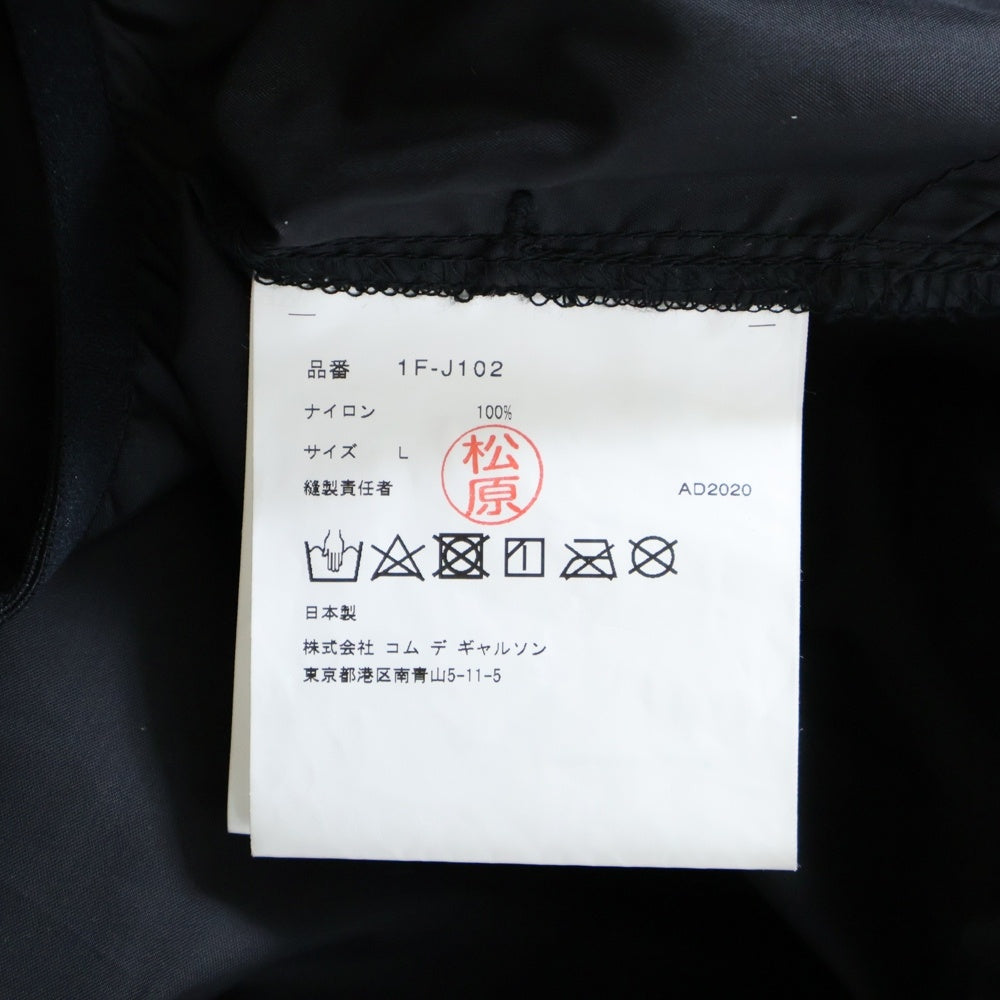 品番 1F-J102
ナイロン 100%
サイズ L
松原
縫製責任者 AD2020
日本製
株式会社 コム デ ギャルソン
東京都港区南青山5-11-5